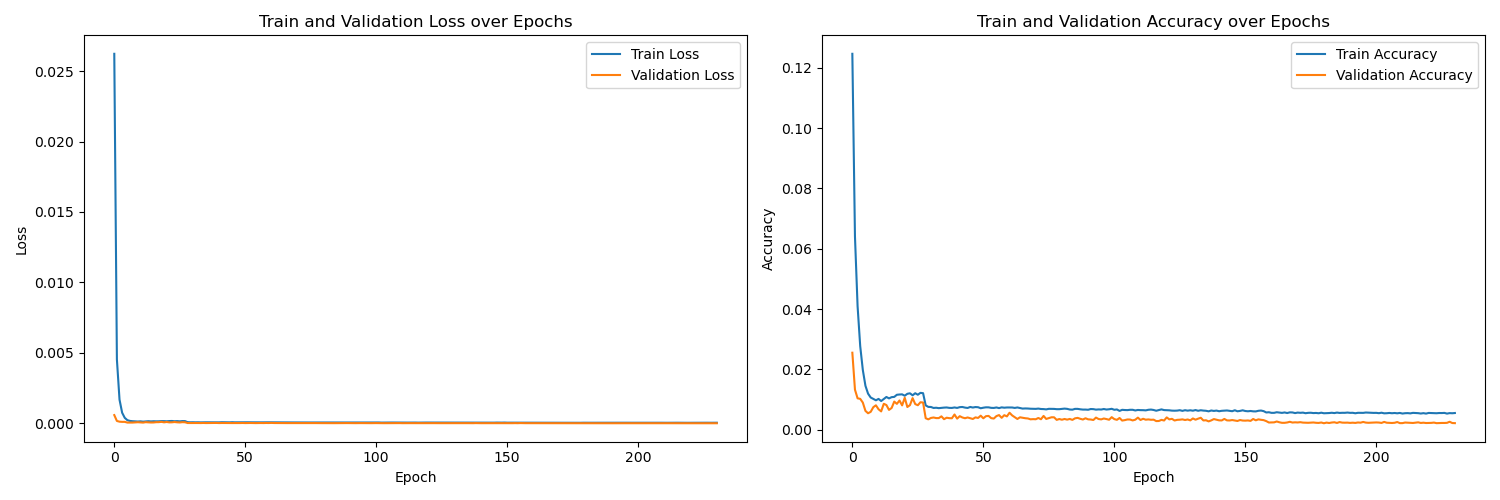 Train and Validation Loss over Epochs
Train Loss
Validation Loss
0.025
0.020
0.015
0.010
0.005
0.000
Loss
0
50
100
150
200
Epoch
Train and Validation Accuracy over Epochs
Train Accuracy
Validation Accuracy
0.12
0.10
0.08
0.06
0.04
0.02
0.00
Accuracy
0
50
100
150
200
Epoch